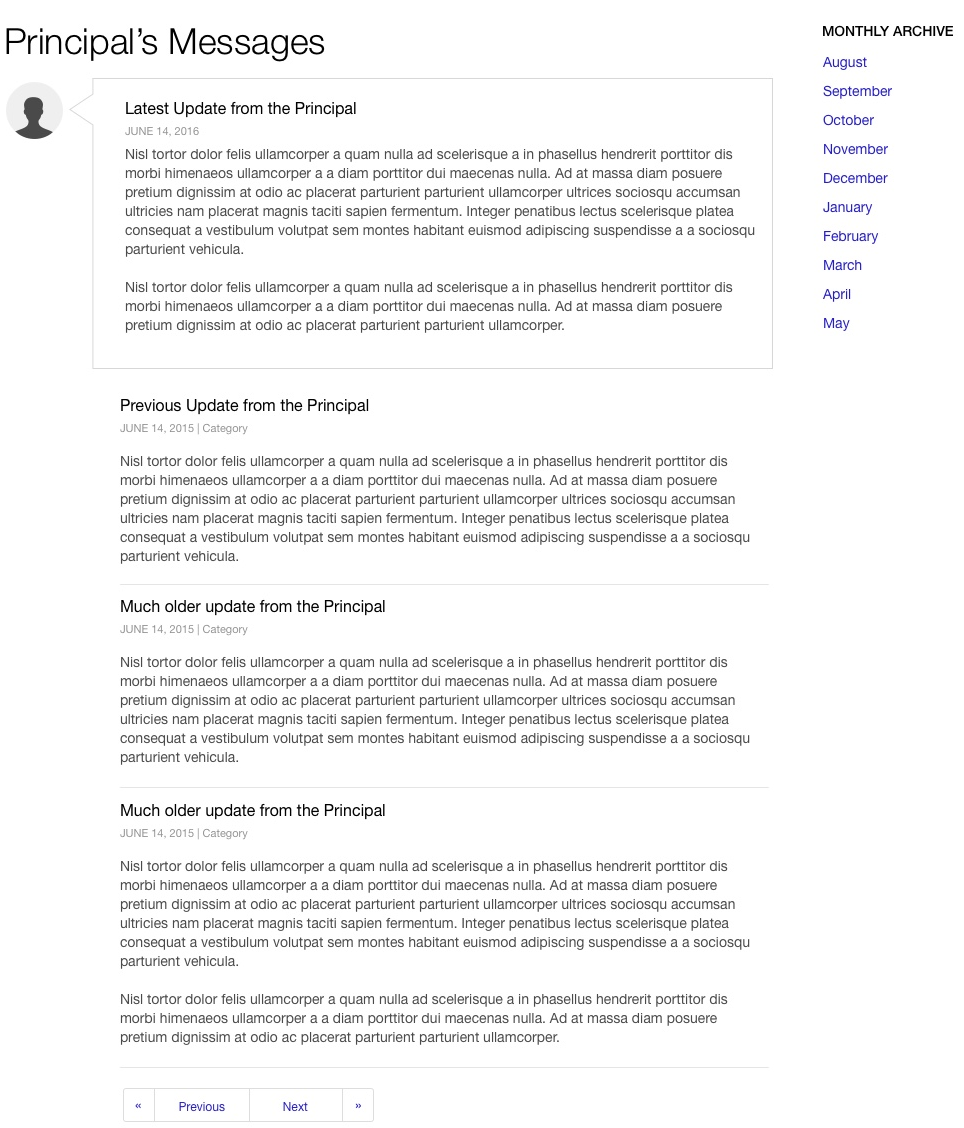 Principal’s Messages
Latest Update from the Principal
JUNE 14, 2016
Nisl tortor dolor felis ullamcorper a quam nulla ad scelerisque a in phasellus hendrerit porttitor dis
morbi himenaeos ullamcorper a a diam porttitor dui maecenas nulla. Ad at massa diam posuere
pretium dignissim at odio ac placerat parturient parturient ullamcorper ultrices sociosqu accumsan
ultricies nam placerat magnis taciti sapien fermentum. Integer penatibus lectus scelerisque platea
consequat a vestibulum volutpat sem montes habitant euismod adipiscing suspendisse a a sociosqu
parturient vehicula.
Nisl tortor dolor felis ullamcorper a quam nulla ad scelerisque a in phasellus hendrerit porttitor dis
morbi himenaeos ullamcorper a a diam porttitor dui maecenas nulla. Ad at massa diam posuere
pretium dignissim at odio ac placerat parturient parturient ullamcorper.
Previous Update from the Principal
JUNE 14, 2015 | Category
Nisl tortor dolor felis ullamcorper a quam nulla ad scelerisque a in phasellus hendrerit porttitor dis
morbi himenaeos ullamcorper a a diam porttitor dui maecenas nulla. Ad at massa diam posuere
pretium dignissim at odio ac placerat parturient parturient ullamcorper ultrices sociosqu accumsan
ultricies nam placerat magnis taciti sapien fermentum. Integer penatibus lectus scelerisque platea
consequat a vestibulum volutpat sem montes habitant euismod adipiscing suspendisse a a sociosqu
parturient vehicula.
Much older update from the Principal
JUNE 14, 2015 | Category
Nisl tortor dolor felis ullamcorper a quam nulla ad scelerisque a in phasellus hendrerit porttitor dis
morbi himenaeos ullamcorper a a diam porttitor dui maecenas nulla. Ad at massa diam posuere
pretium dignissim at odio ac placerat parturient parturient ullamcorper ultrices sociosqu accumsan
ultricies nam placerat magnis taciti sapien fermentum. Integer penatibus lectus scelerisque platea
consequat a vestibulum volutpat sem montes habitant euismod adipiscing suspendisse a a sociosqu
parturient vehicula.
Much older update from the Principal
JUNE 14, 2015 | Category
Nisl tortor dolor felis ullamcorper a quam nulla ad scelerisque a in phasellus hendrerit porttitor dis
morbi himenaeos ullamcorper a a diam porttitor dui maecenas nulla. Ad at massa diam posuere
pretium dignissim at odio ac placerat parturient parturient ullamcorper ultrices sociosqu accumsan
ultricies nam placerat magnis taciti sapien fermentum. Integer penatibus lectus scelerisque platea
consequat a vestibulum volutpat sem montes habitant euismod adipiscing suspendisse a a sociosqu
parturient vehicula.
Nisl tortor dolor felis ullamcorper a quam nulla ad scelerisque a in phasellus hendrerit porttitor dis
morbi himenaeos ullamcorper a a diam porttitor dui maecenas nulla. Ad at massa diam posuere
pretium dignissim at odio ac placerat parturient parturient ullamcorper.
« Previous Next »
MONTHLY ARCHIVE
August
September
October
November
December
January
February
March
April
May